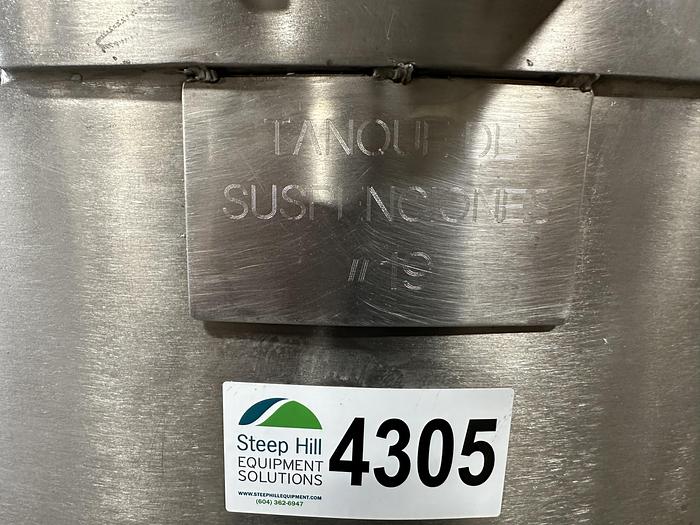 TANQUE DE
SUSPENCIONES
# 19
Steep Hill
EQUIPMENT
SOLUTIONS
WWW.STEEPHILLEQUIPMENT.COM
(604) 362-6947
4305